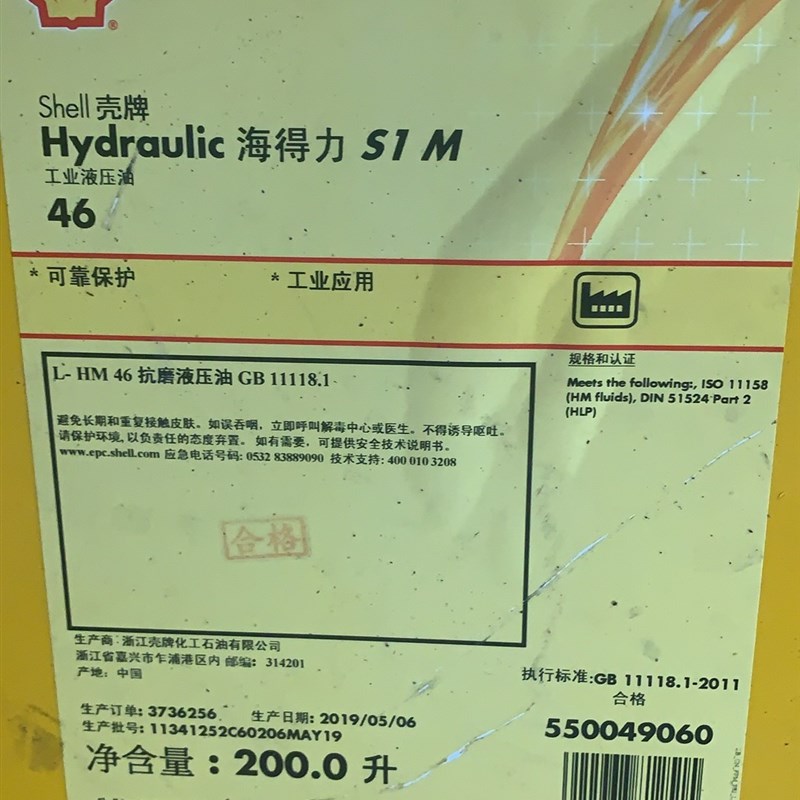 Shell 壳牌
Hydraulic 海得力 S1 M
工业液压油
46
* 可靠保护 * 工业应用
L- HM 46 抗磨液压油 GB 11118.1
避免长期和重复接触皮肤。如误吞咽，立即呼叫解毒中心或医生。不得诱导呕吐。
请保护环境,以负责任的态度弃置。 如有需要，可提供安全技术说明书。
www.epc.shell.com 应急电话号码: 0532 83889090 技术支持: 400 010 3208
合格
规格和认证
Meets the following:, ISO 11158
(HM fluids), DIN 51524 Part 2
(HLP)
生产商:浙江壳牌化工石油有限公司
浙江省嘉兴市乍浦港区内 邮编: 314201
产地: 中国
执行标准:GB 11118.1-2011
合格
生产订单: 3736256 生产日期: 2019/05/06
生产批号: 11341252C60206MAY19
550049060
净含量：200.0 升